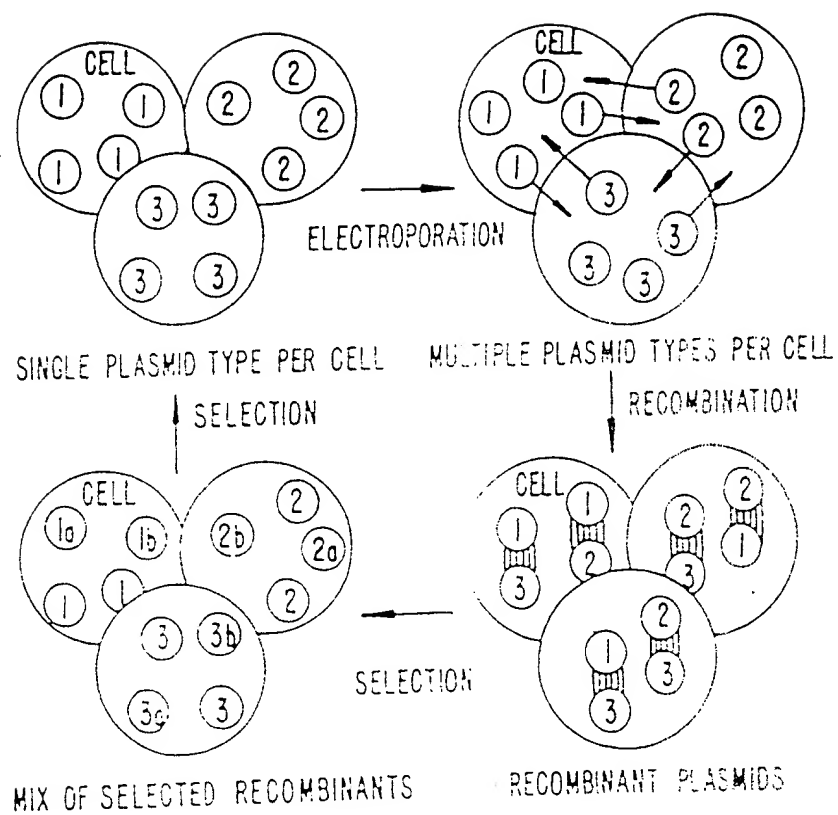 CELL
1 1 1 1
2 2 2 2
3 3
3 3
ELECTROPORATION
CELL
1 1 1 1
2 2 2 2
3 3 3 3
SINGLE PLASMID TYPE PER CELL
MULTIPLE PLASMID TYPES PER CELL
SELECTION
RECOMBINATION
CELL
1a 1b
1 1
2 2b 2a 2
3 3b
3a 3
SELECTION
CELL
1 1
3 2
2 2
3 1
1 2
3 3
MIX OF SELECTED RECOMBINANTS
RECOMBINANT PLASMIDS